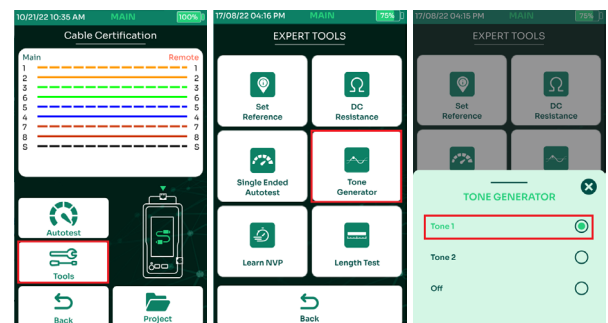 10/21/22 10:35 AM MAIN 100%
Cable Certification
Main Remote
1 1
2 2
3 3
6 6
5 5
4 4
7 7
8 8
S S
Autotest
Tools
Back
Project
17/08/22 04:16 PM MAIN 75%
EXPERT TOOLS
Set
Reference
DC
Resistance
Single Ended
Autotest
Tone
Generator
Learn NVP
Length Test
Back
17/08/22 04:15 PM MAIN 75%
EXPERT TOOLS
Set
Reference
DC
Resistance
TONE GENERATOR
Tone 1
Tone 2
Off